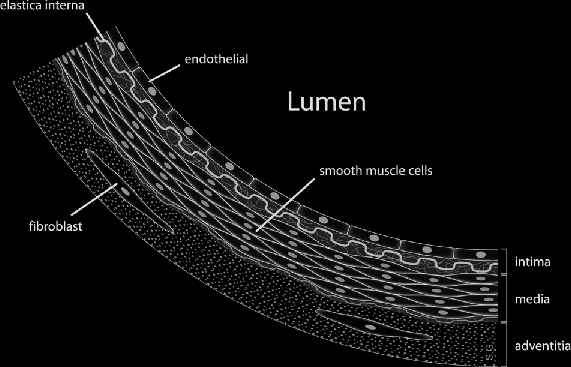 elastica interna
endothelial
Lumen
smooth muscle cells
fibroblast
intima
media
adventitia